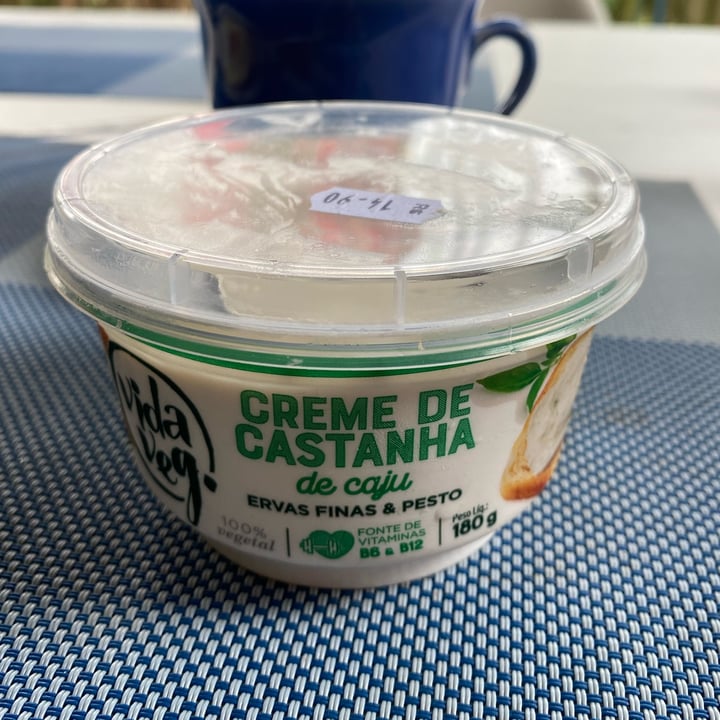 R$ 14-90
vida
veg.
CREME DE
CASTANHA
de caju
ERVAS FINAS & PESTO
100%
vegetal
FONTE DE
VITAMINAS
B6 & B12
Peso Líq.:
180 g